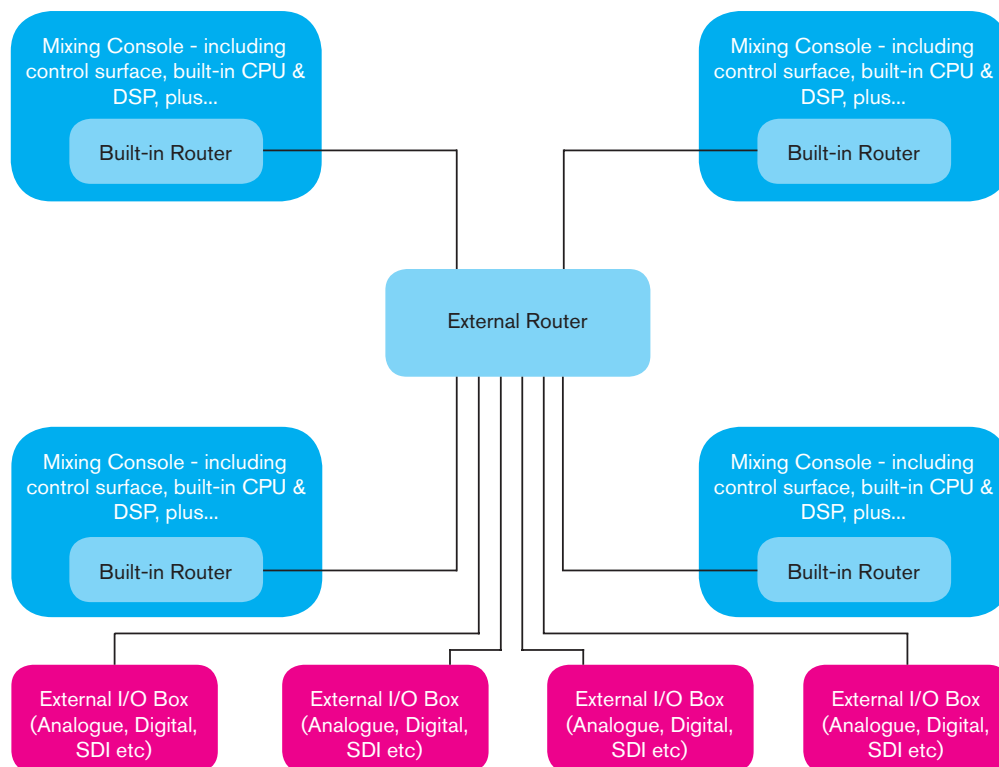 Mixing Console - including
control surface, built-in CPU &
DSP, plus...
Built-in Router
Mixing Console - including
control surface, built-in CPU &
DSP, plus...
Built-in Router
External Router
Mixing Console - including
control surface, built-in CPU &
DSP, plus...
Built-in Router
Mixing Console - including
control surface, built-in CPU &
DSP, plus...
Built-in Router
External I/O Box
(Analogue, Digital,
SDI etc)
External I/O Box
(Analogue, Digital,
SDI etc)
External I/O Box
(Analogue, Digital,
SDI etc)
External I/O Box
(Analogue, Digital,
SDI etc)